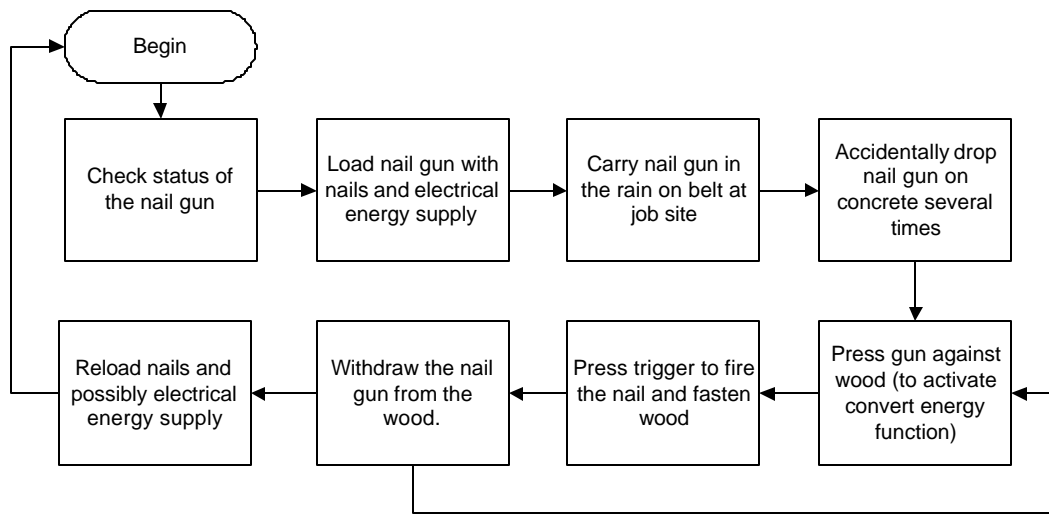 Begin
Check status of
the nail gun
Load nail gun with
nails and electrical
energy supply
Carry nail gun in
the rain on belt at
job site
Accidentally drop
nail gun on
concrete several
times
Press gun against
wood (to activate
convert energy
function)
Press trigger to fire
the nail and fasten
wood
Withdraw the nail
gun from the
wood.
Reload nails and
possibly electrical
energy supply